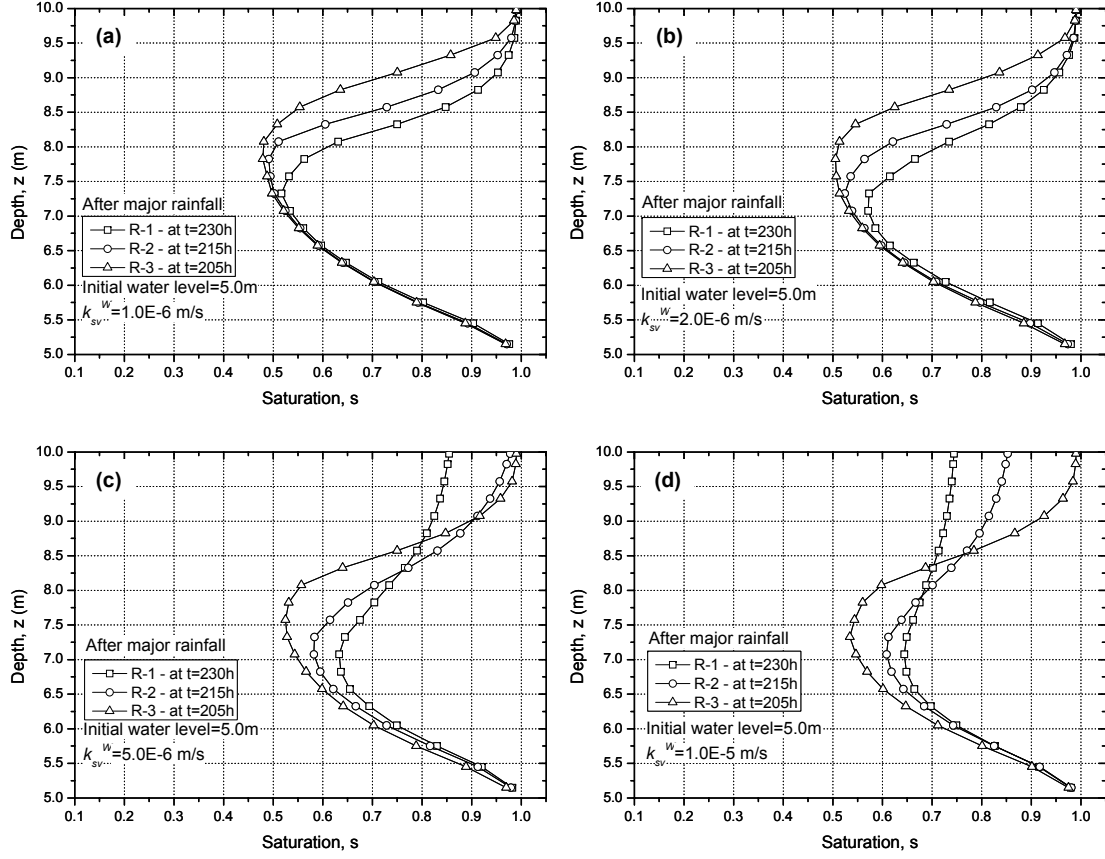 (a)
10.0
9.5
9.0
8.5
8.0
7.5
7.0
6.5
6.0
5.5
5.0
Depth, z (m)
After major rainfall
R-1 - at t=230h
R-2 - at t=215h
R-3 - at t=205h
Initial water level=5.0m
k_sv^W=1.0E-6 m/s
0.1 0.2 0.3 0.4 0.5 0.6 0.7 0.8 0.9 1.0
Saturation, s
(b)
10.0
9.5
9.0
8.5
8.0
7.5
7.0
6.5
6.0
5.5
5.0
Depth, z (m)
After major rainfall
R-1 - at t=230h
R-2 - at t=215h
R-3 - at t=205h
Initial water level=5.0m
k_sv^W=2.0E-6 m/s
0.1 0.2 0.3 0.4 0.5 0.6 0.7 0.8 0.9 1.0
Saturation, s
(c)
10.0
9.5
9.0
8.5
8.0
7.5
7.0
6.5
6.0
5.5
5.0
Depth, z (m)
After major rainfall
R-1 - at t=230h
R-2 - at t=215h
R-3 - at t=205h
Initial water level=5.0m
k_sv^W=5.0E-6 m/s
0.1 0.2 0.3 0.4 0.5 0.6 0.7 0.8 0.9 1.0
Saturation, s
(d)
10.0
9.5
9.0
8.5
8.0
7.5
7.0
6.5
6.0
5.5
5.0
Depth, z (m)
After major rainfall
R-1 - at t=230h
R-2 - at t=215h
R-3 - at t=205h
Initial water level=5.0m
k_sv^W=1.0E-5 m/s
0.1 0.2 0.3 0.4 0.5 0.6 0.7 0.8 0.9 1.0
Saturation, s